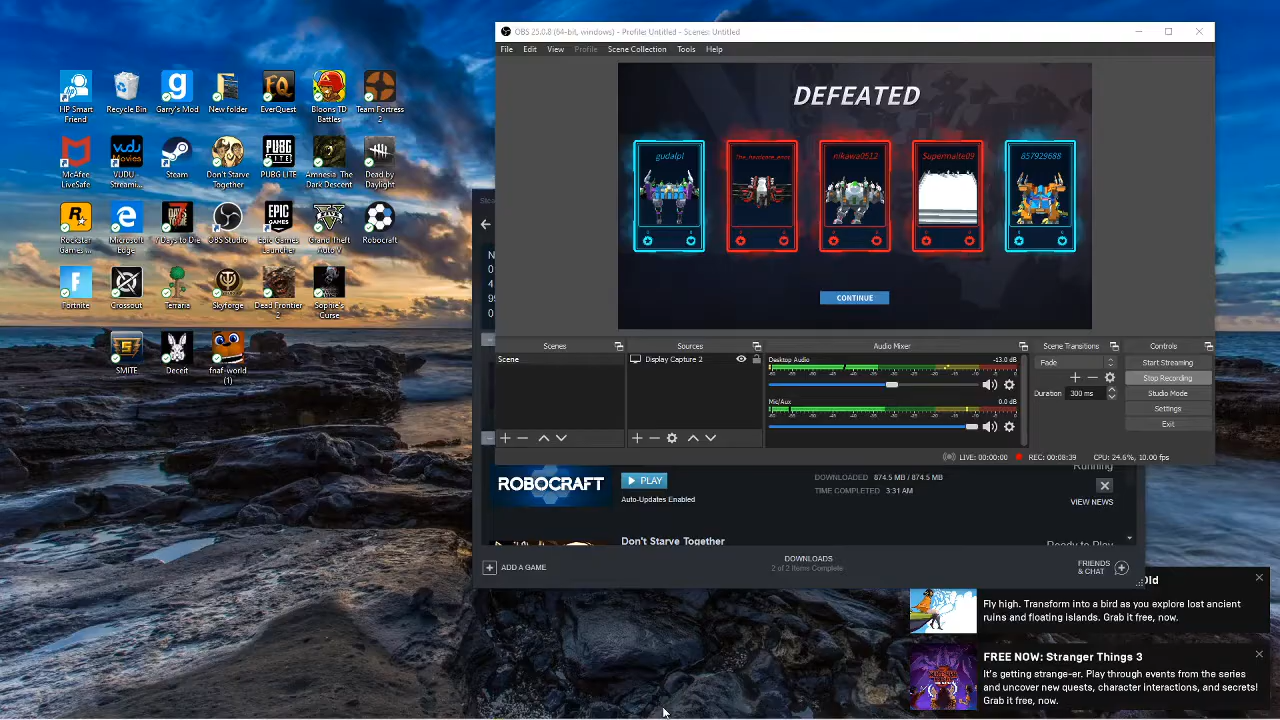 HP Smart
Friend
Recycle Bin
Garry's Mod
New folder
EverQuest
Bloons TD
Battles
Team Fortress
2
McAfee
LiveSafe
VUDU -
Streami...
Steam
Don't Starve
Together
PUBG LITE
Amnesia The
Dark Descent
Dead by
Daylight
Rockstar
Games ...
Microsoft
Edge
7 Days to Die
OBS Studio
Epic Games
Launcher
Grand Theft
Auto V
Robocraft
Fortnite
Crossout
Terraria
Skyforge
Dead Frontier
2
Sophie's
Curse
SMITE
Deceit
fnaf-world
(1)
OBS 25.0.8 (64-bit, windows) - Profile: Untitled - Scenes: Untitled
File Edit View Profile Scene Collection Tools Help
DEFEATED
gudalpl
nikawa0512
Supermaite09
857929688
CONTINUE
Scenes
Sources
Audio Mixer
Scene Transitions
Controls
Scene
Display Capture 2
Desktop Audio
-13.0 dB
Mic/Aux
0.0 dB
Fade
Duration 300 ms
Start Streaming
Stop Recording
Studio Mode
Settings
Exit
LIVE: 00:00:00 REC: 00:08:39 CPU: 24.6%, 10.00 fps
ROBOCRAFT
PLAY
Auto-Updates Enabled
DOWNLOADED 874.5 MB / 874.5 MB
TIME COMPLETED 3:31 AM
Running
VIEW NEWS
Don't Starve Together
Ready to Play
ADD A GAME
DOWNLOADS
2 of 2 Items Complete
FRIENDS
& CHAT
Old
Fly high. Transform into a bird as you explore lost ancient
ruins and floating islands. Grab it free, now.
FREE NOW: Stranger Things 3
It's getting strange-er. Play through events from the series
and uncover new quests, character interactions, and secrets!
Grab it free, now.